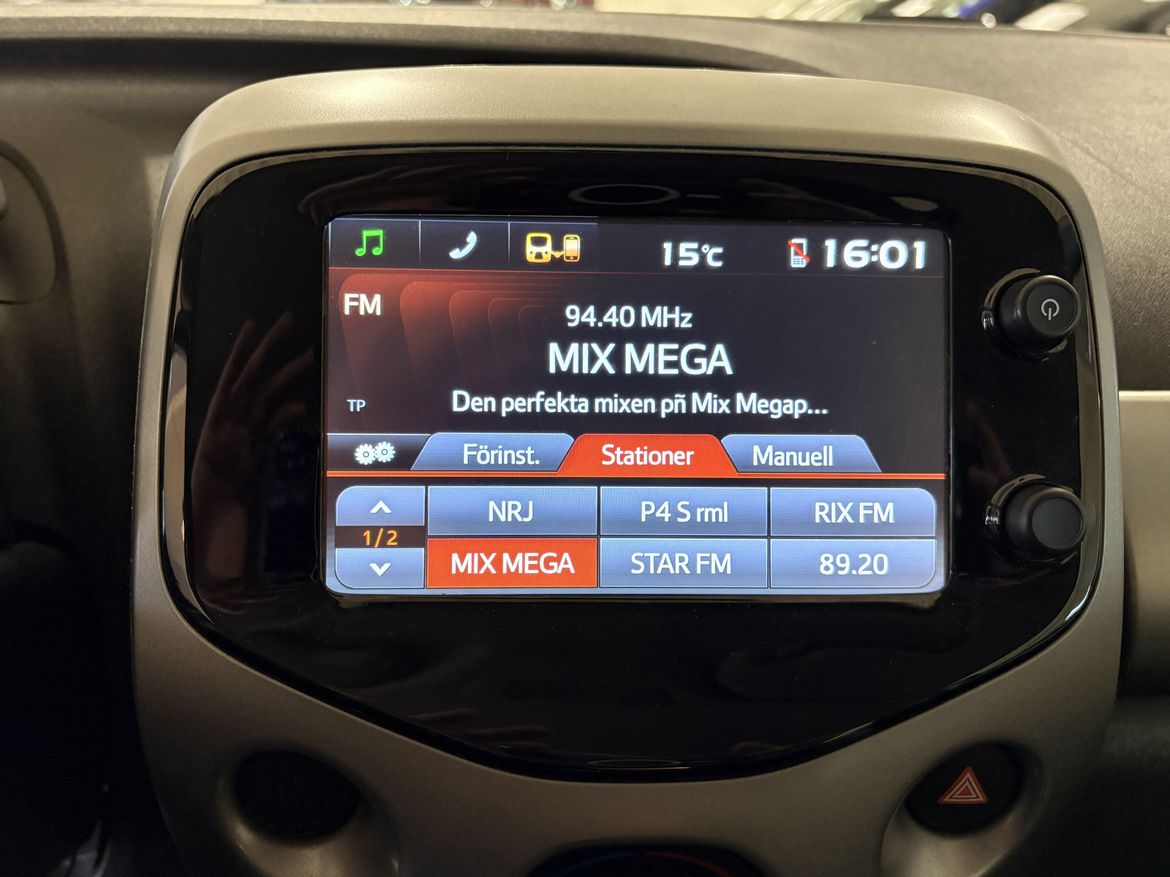 15°C
16:01
FM
94.40 MHz
MIX MEGA
TP
Den perfekta mixen pñ Mix Megap...
Förinst.
Stationer
Manuell
NRJ
P4 S rml
RIX FM
1/2
MIX MEGA
STAR FM
89.20